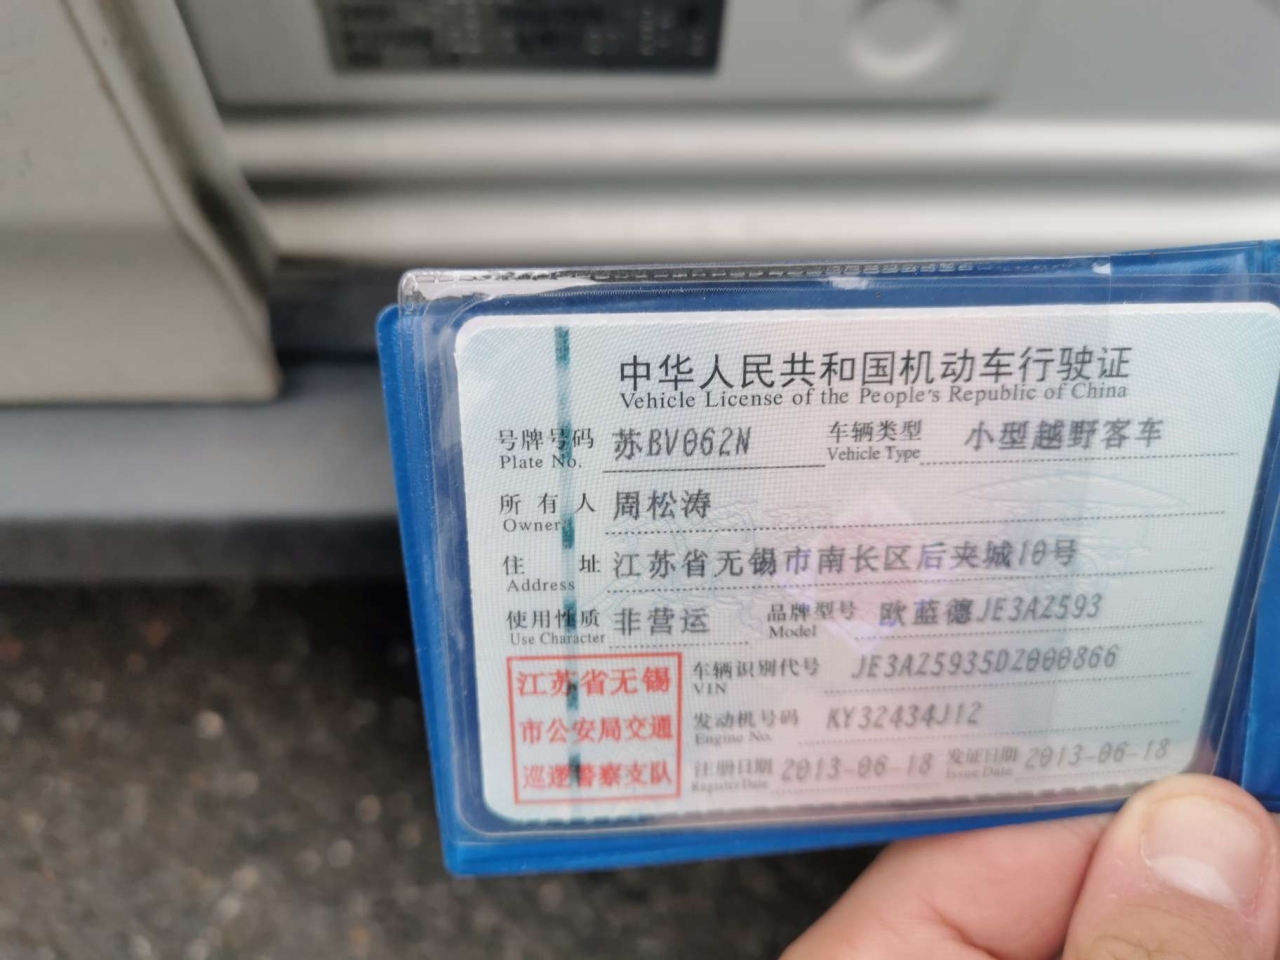 中华人民共和国机动车行驶证
Vehicle License of the People's Republic of China
号牌号码 苏BV062N 车辆类型 小型越野客车
Plate No. Vehicle Type
所有人 周松涛
Owner
住址 江苏省无锡市南长区后夹城10号
Address
使用性质 非营运 品牌型号 欧蓝德JE3AZ593
Use Character Model
江苏省无锡
市公安局交通
巡逻警察支队
车辆识别代号 JE3AZ5935DZ000866
VIN
发动机号码 KY32434J12
Engine No.
注册日期 2013-06-18 发证日期 2013-06-18
Register Date Issue Date